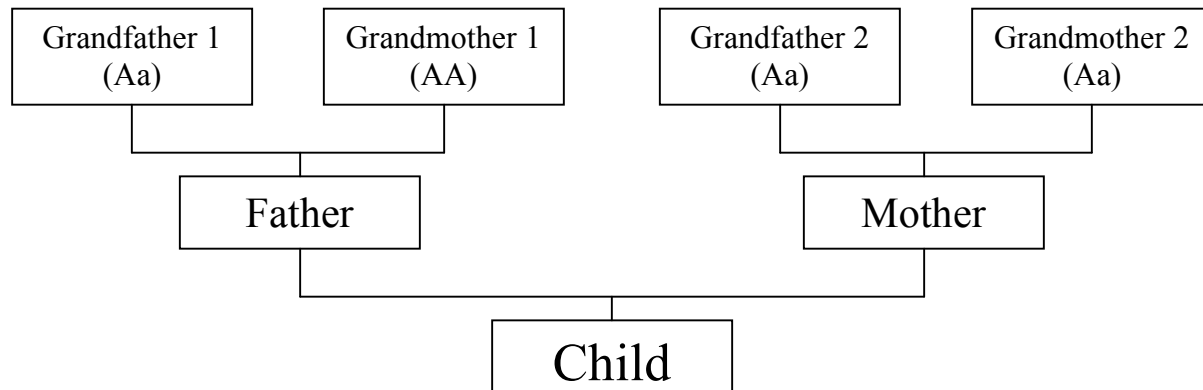 Grandfather 1
(Aa)
Grandmother 1
(AA)
Grandfather 2
(Aa)
Grandmother 2
(Aa)
Father
Mother
Child